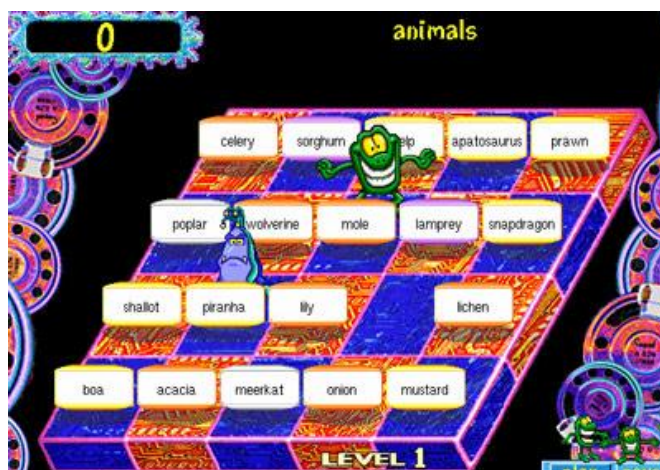 0
animals
celery sorghum elp apatosaurus prawn
poplar wolverine mole lamprey snapdragon
shallot piranha lily lichen
boa acacia meerkat onion mustard
LEVEL 1